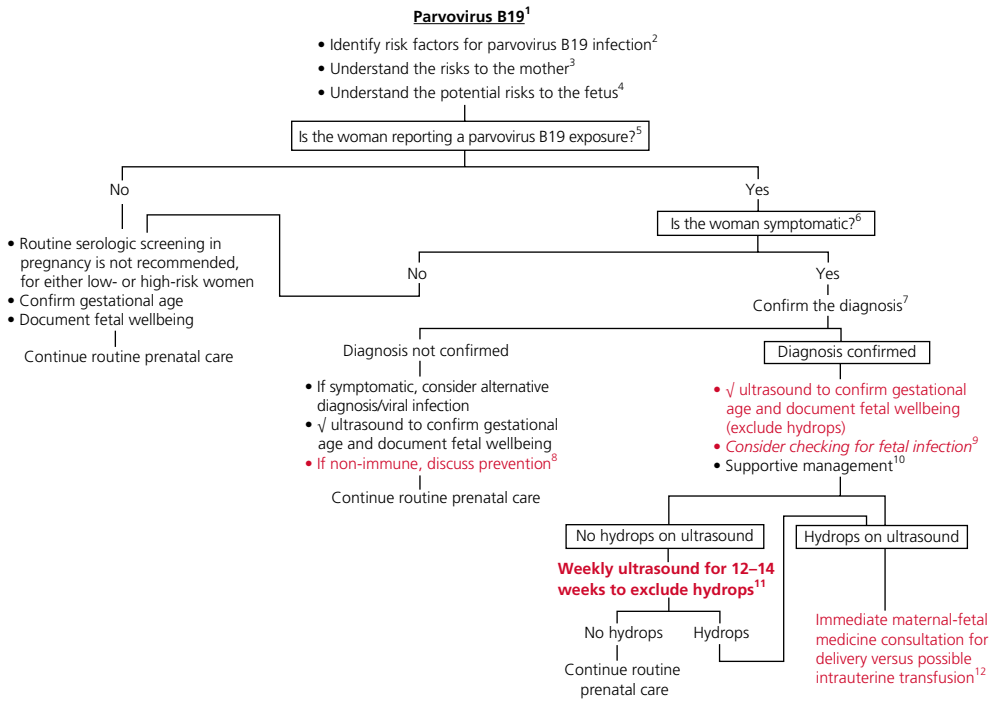 Parvovirus B19¹
• Identify risk factors for parvovirus B19 infection²
• Understand the risks to the mother³
• Understand the potential risks to the fetus⁴
Is the woman reporting a parvovirus B19 exposure?⁵
No
Yes
Is the woman symptomatic?⁶
• Routine serologic screening in
pregnancy is not recommended,
for either low- or high-risk women
• Confirm gestational age
• Document fetal wellbeing
Continue routine prenatal care
No
Yes
Confirm the diagnosis⁷
Diagnosis not confirmed
• If symptomatic, consider alternative
diagnosis/viral infection
• √ ultrasound to confirm gestational
age and document fetal wellbeing
• If non-immune, discuss prevention⁸
Continue routine prenatal care
Diagnosis confirmed
• √ ultrasound to confirm gestational
age and document fetal wellbeing
(exclude hydrops)
• Consider checking for fetal infection⁹
• Supportive management¹⁰
No hydrops on ultrasound
Weekly ultrasound for 12–14
weeks to exclude hydrops¹¹
No hydrops
Hydrops
Continue routine
prenatal care
Hydrops on ultrasound
Immediate maternal-fetal
medicine consultation for
delivery versus possible
intrauterine transfusion¹²